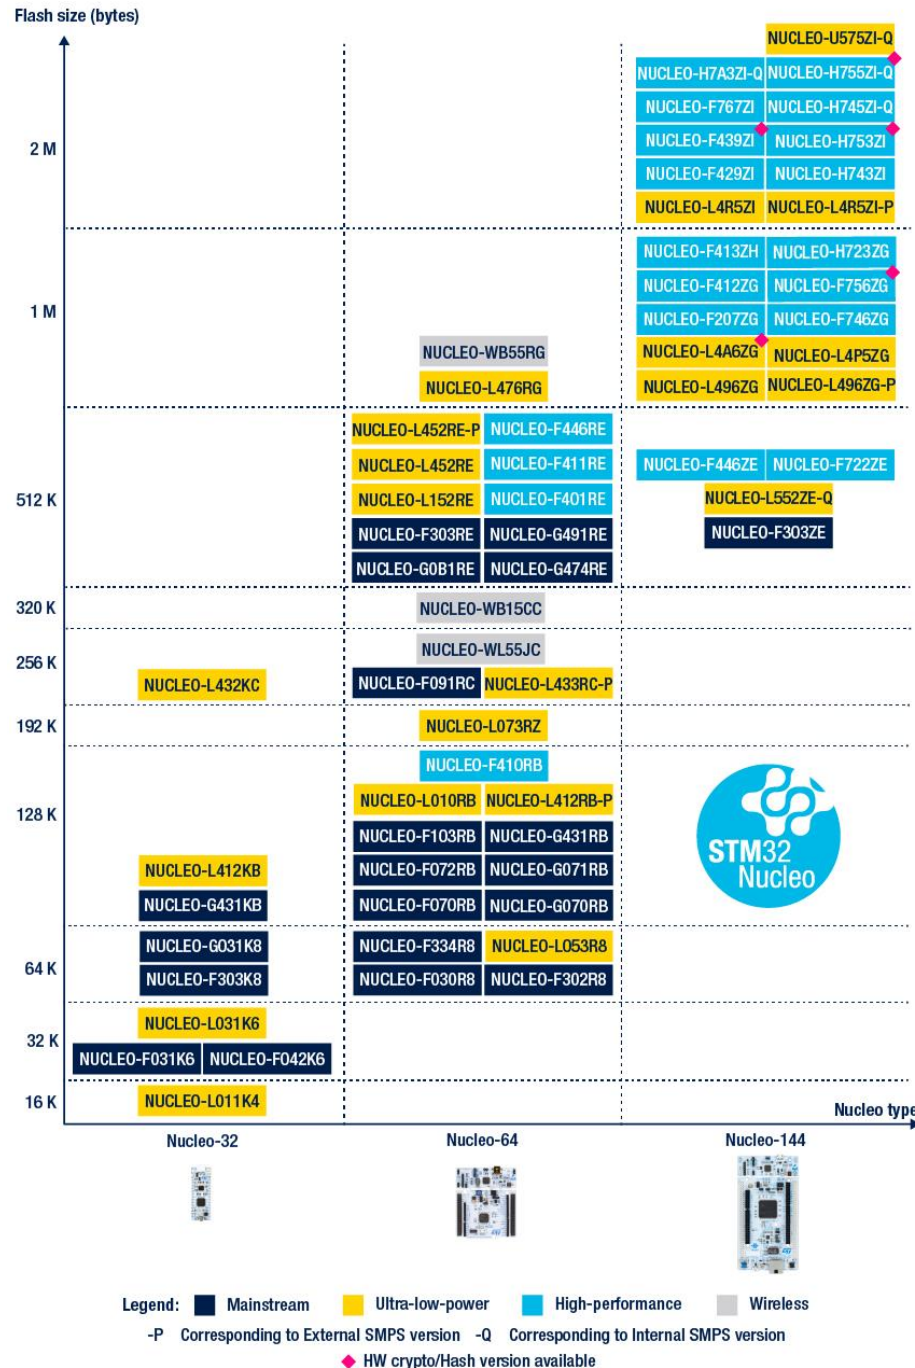 Flash size (bytes)
NUCLEO-U575ZI-Q
NUCLEO-H7A3ZI-Q NUCLEO-H755ZI-Q
NUCLEO-F767ZI NUCLEO-H745ZI-Q
2 M NUCLEO-F439ZI NUCLEO-H753ZI
NUCLEO-F429ZI NUCLEO-H743ZI
NUCLEO-L4R5ZI NUCLEO-L4R5ZI-P
NUCLEO-F413ZH NUCLEO-H723ZG
NUCLEO-F412ZG NUCLEO-F756ZG
1 M NUCLEO-F207ZG NUCLEO-F746ZG
NUCLEO-WB55RG NUCLEO-L4A6ZG NUCLEO-L4P5ZG
NUCLEO-L476RG NUCLEO-L496ZG NUCLEO-L496ZG-P
NUCLEO-L452RE-P NUCLEO-F446RE
NUCLEO-L452RE NUCLEO-F411RE NUCLEO-F446ZE NUCLEO-F722ZE
512 K NUCLEO-L152RE NUCLEO-F401RE NUCLEO-L552ZE-Q
NUCLEO-F303RE NUCLEO-G491RE NUCLEO-F303ZE
NUCLEO-G0B1RE NUCLEO-G474RE
320 K NUCLEO-WB15CC
256 K NUCLEO-WL55JC
NUCLEO-L432KC NUCLEO-F091RC NUCLEO-L433RC-P
192 K NUCLEO-L073RZ
NUCLEO-F410RB
128 K NUCLEO-L010RB NUCLEO-L412RB-P
NUCLEO-F103RB NUCLEO-G431RB
STM32
NUCLEO-L412KB NUCLEO-F072RB NUCLEO-G071RB
Nucleo
NUCLEO-G431KB NUCLEO-F070RB NUCLEO-G070RB
NUCLEO-G031K8 NUCLEO-F334R8 NUCLEO-L053R8
64 K NUCLEO-F303K8 NUCLEO-F030R8 NUCLEO-F302R8
NUCLEO-L031K6
32 K NUCLEO-F031K6 NUCLEO-F042K6
16 K NUCLEO-L011K4
Nucleo type
Nucleo-32 Nucleo-64 Nucleo-144
Legend: Mainstream Ultra-low-power High-performance Wireless
-P Corresponding to External SMPS version -Q Corresponding to Internal SMPS version
HW crypto/Hash version available